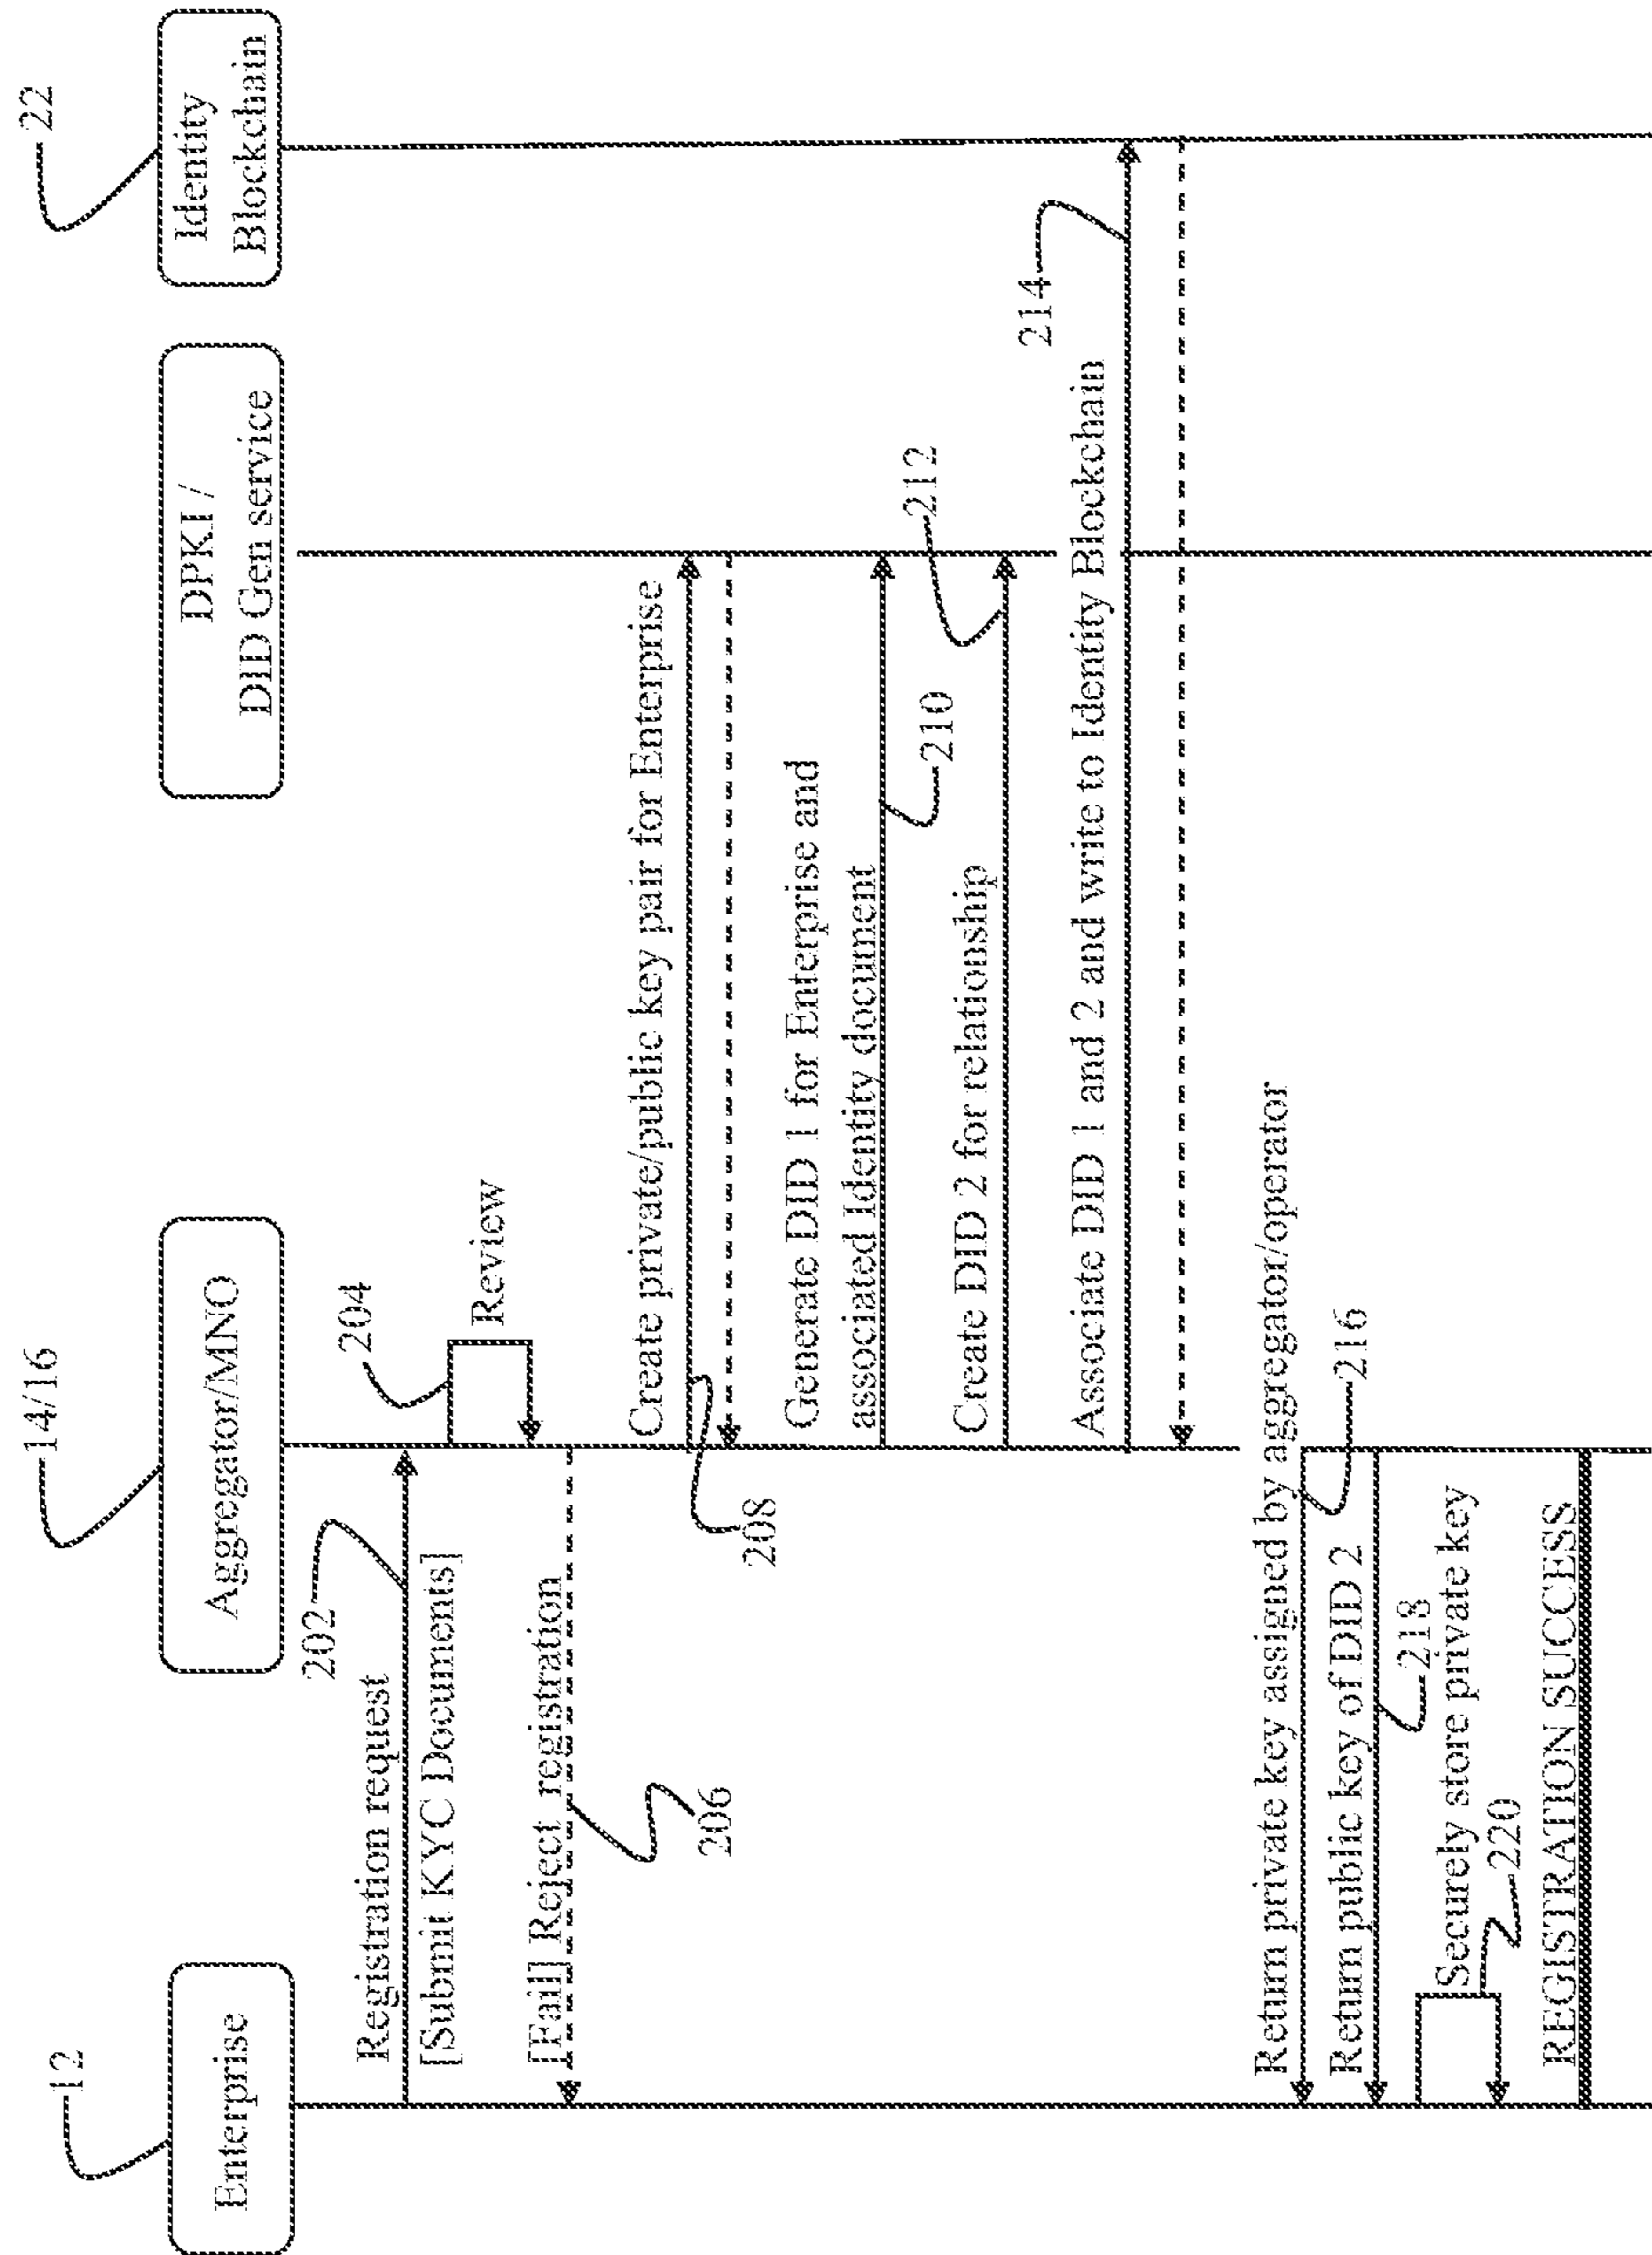 12
Enterprise
14/16
Aggregator/MNO
DPKI /
DID Gen service
22
Identity
Blockchain
202
Registration request
[Submit KYC Documents]
204
Review
[Fail] Reject registration
206
Create private/public key pair for Enterprise
208
Generate DID 1 for Enterprise and
associated Identity document
210
Create DID 2 for relationship
212
Associate DID 1 and 2 and write to Identity Blockchain
214
Return private key assigned by aggregator/operator
216
Return public key of DID 2
218
Securely store private key
220
REGISTRATION SUCCESS